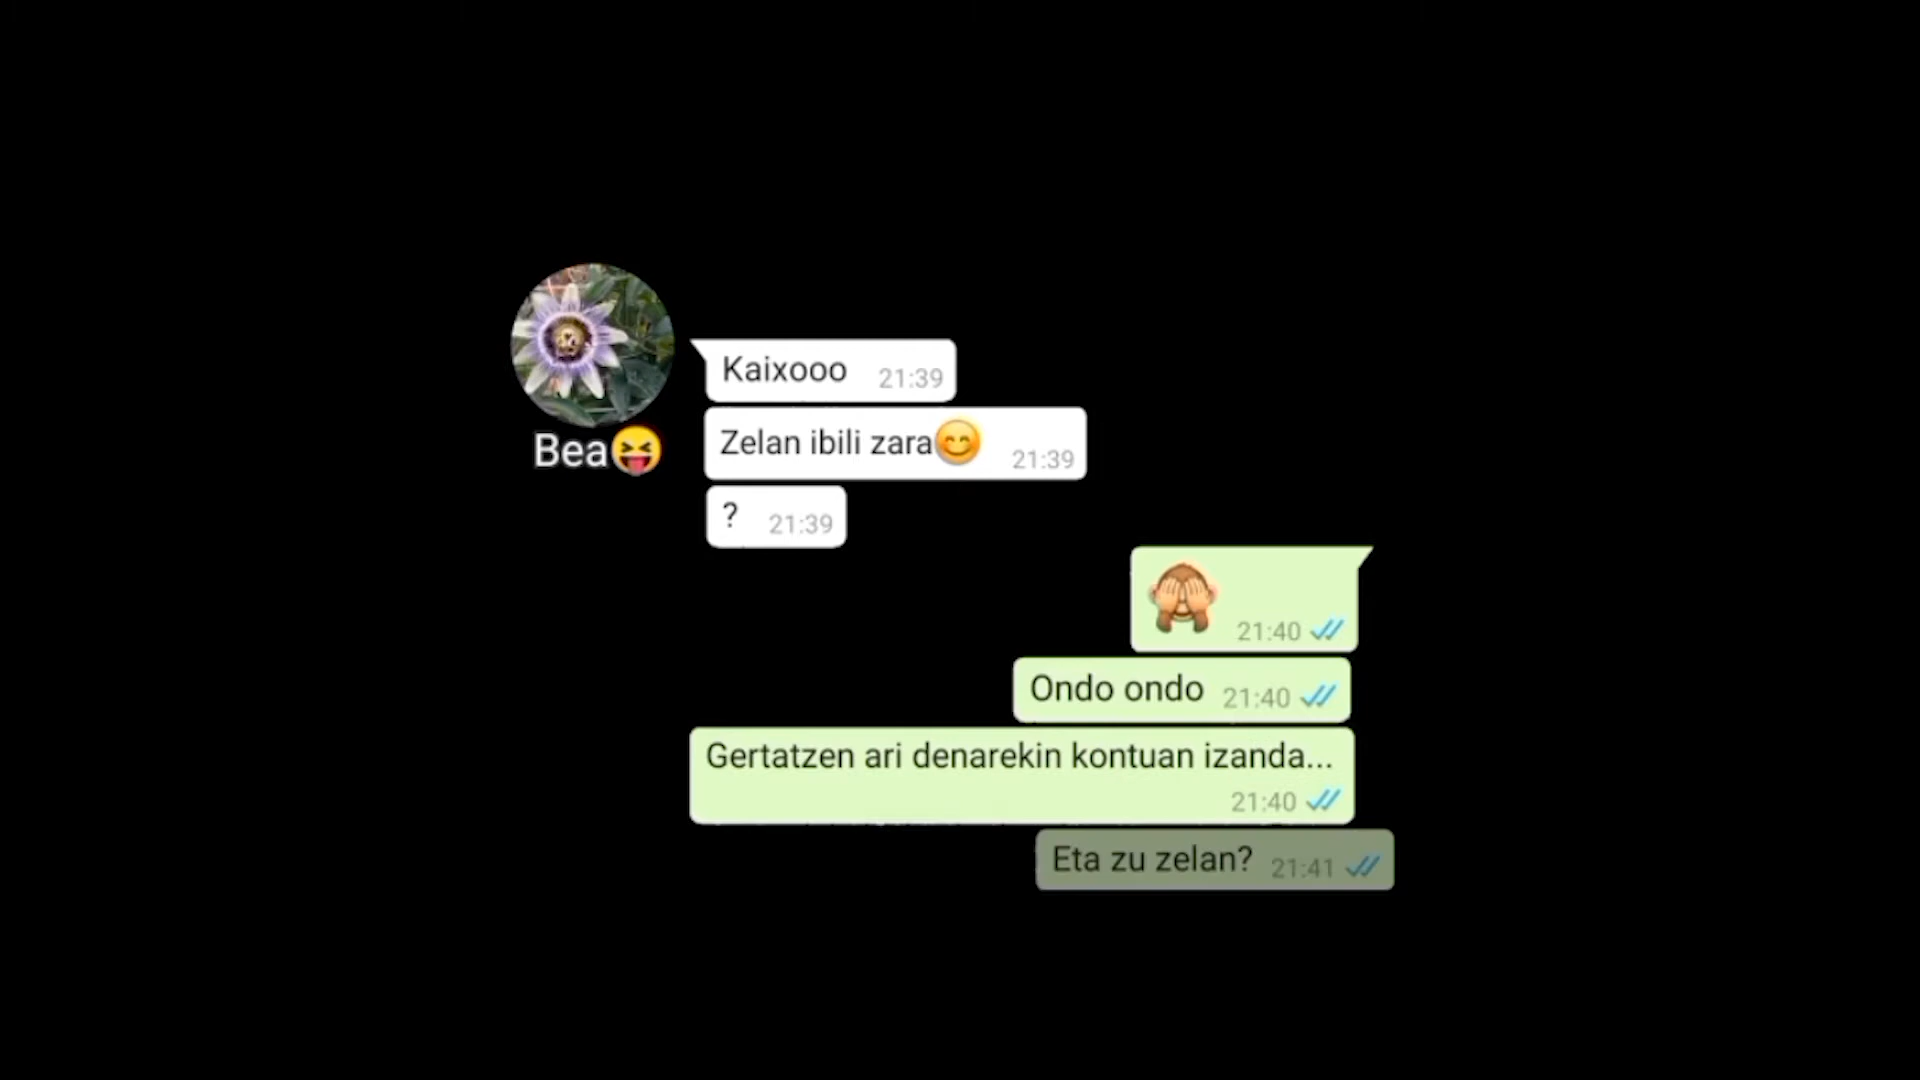 Bea😝
Kaixooo 21:39
Zelan ibili zara😊 21:39
? 21:39
🙈 21:40
Ondo ondo 21:40
Gertatzen ari denarekin kontuan izanda...
21:40
Eta zu zelan? 21:41